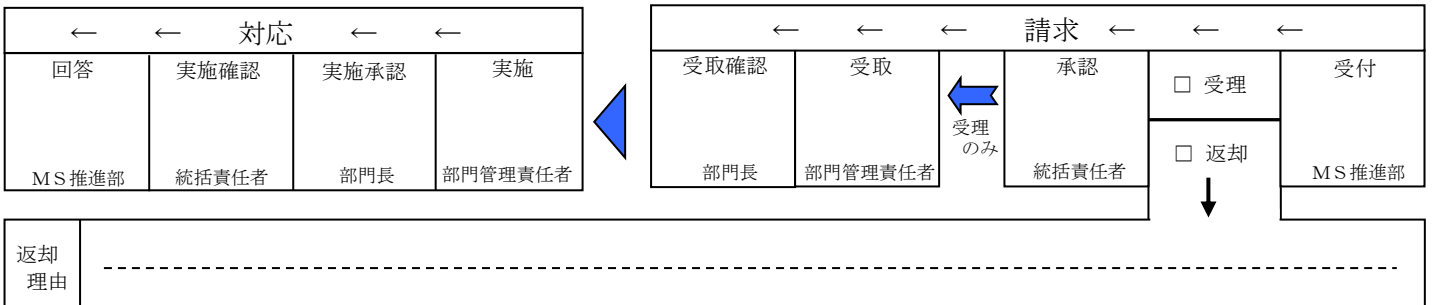 ← ← 対応 ← ←
回答 実施確認 実施承認 実施
MS推進部 統括責任者 部門長 部門管理責任者
← ← ← 請求 ← ← ←
受取確認 受取 承認 □ 受理 受付
受理
のみ
□ 返却
部門長 部門管理責任者 統括責任者 MS推進部
返却
理由